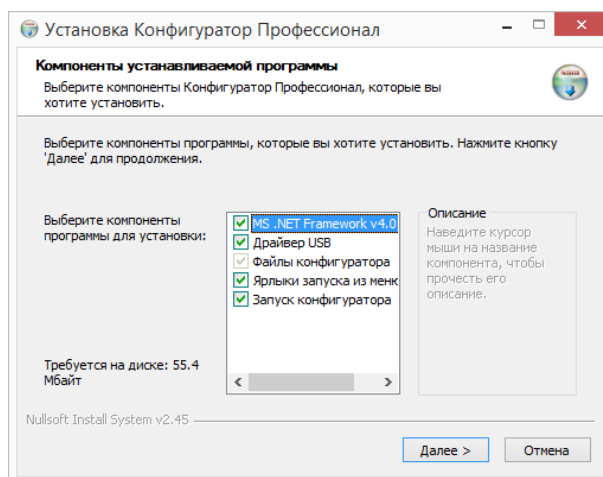 Установка Конфигуратор Профессионал
Компоненты устанавливаемой программы
Выберите компоненты Конфигуратор Профессионал, которые вы
хотите установить.
Выберите компоненты программы, которые вы хотите установить. Нажмите кнопку
'Далее' для продолжения.
Выберите компоненты
программы для установки:
MS .NET Framework v4.0
Драйвер USB
Файлы конфигуратора
Ярлыки запуска из меню
Запуск конфигуратора
Описание
Наведите курсор
мыши на название
компонента, чтобы
прочесть его
описание.
Требуется на диске: 55.4
Мбайт
Nullsoft Install System v2.45
Далее >
Отмена